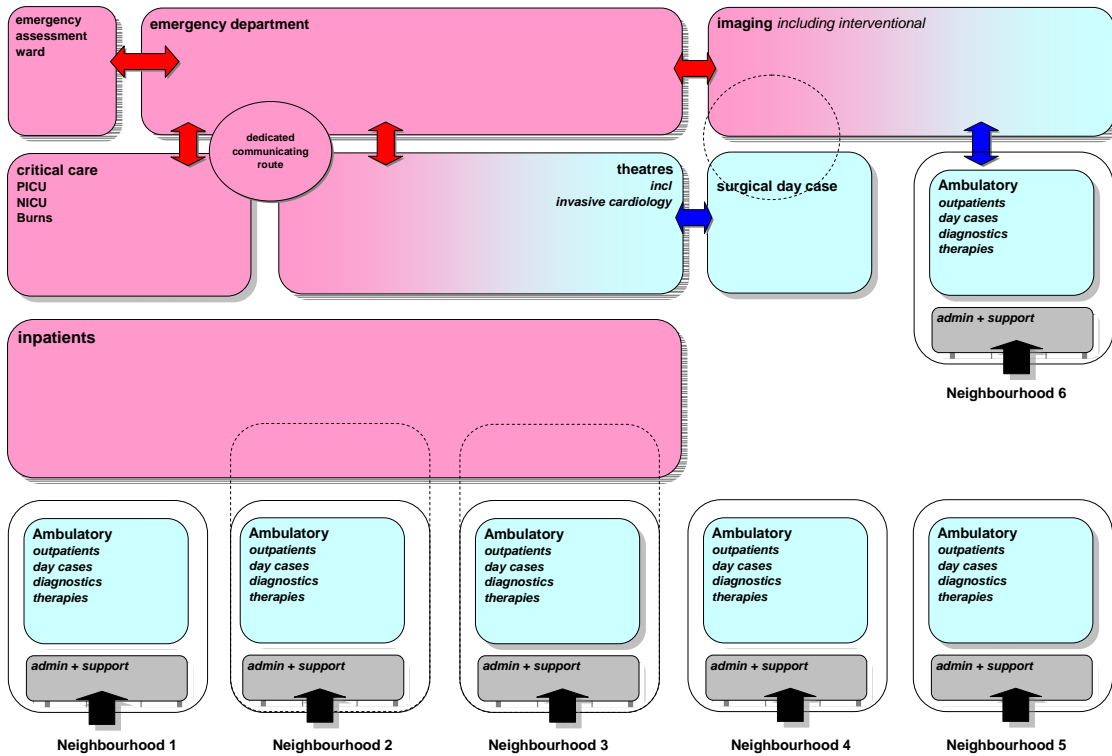 emergency
assessment
ward
emergency department
imaging including interventional
dedicated
communicating
route
critical care
PICU
NICU
Burns
theatres
incl
invasive cardiology
surgical day case
Ambulatory
outpatients
day cases
diagnostics
therapies
admin + support
Neighbourhood 6
inpatients
Ambulatory
outpatients
day cases
diagnostics
therapies
admin + support
Neighbourhood 1
Ambulatory
outpatients
day cases
diagnostics
therapies
admin + support
Neighbourhood 2
Ambulatory
outpatients
day cases
diagnostics
therapies
admin + support
Neighbourhood 3
Ambulatory
outpatients
day cases
diagnostics
therapies
admin + support
Neighbourhood 4
Ambulatory
outpatients
day cases
diagnostics
therapies
admin + support
Neighbourhood 5